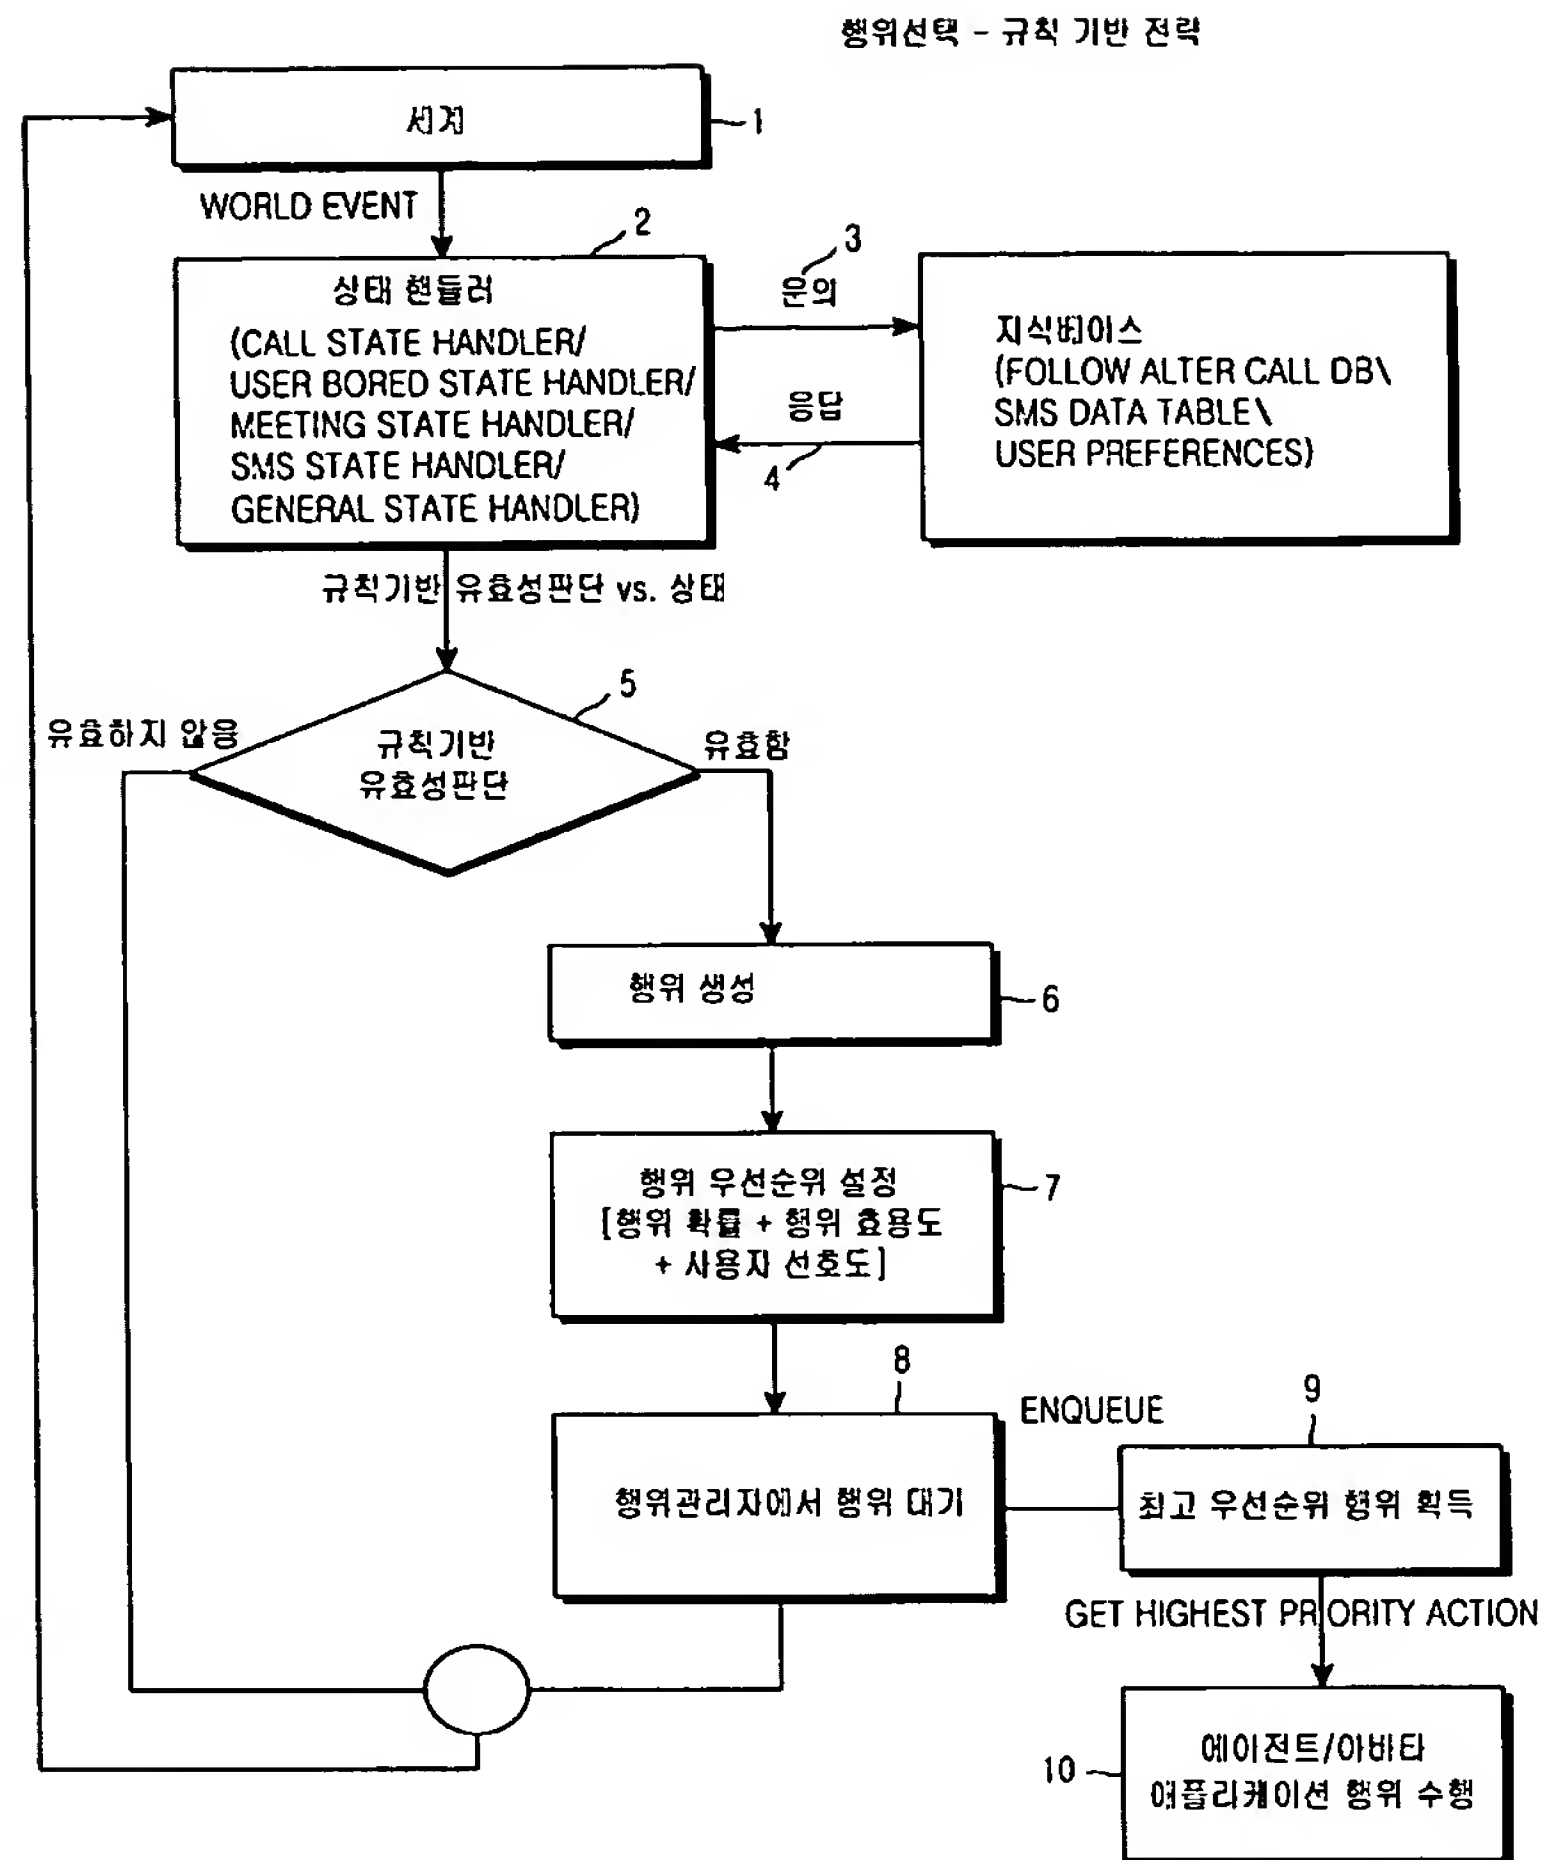 행위선택 - 규칙 기반 전략
세계
1
WORLD EVENT
2
상태 핸들러
(CALL STATE HANDLER/
USER BORED STATE HANDLER/
MEETING STATE HANDLER/
SMS STATE HANDLER/
GENERAL STATE HANDLER)
3
문의
응답
4
지식베이스
(FOLLOW ALTER CALL DB\
SMS DATA TABLE\
USER PREFERENCES)
규칙기반 유효성판단 vs. 상태
5
유효하지 않음
규칙기반
유효성판단
유효함
행위 생성
6
행위 우선순위 설정
[행위 확률 + 행위 효용도
+ 사용자 선호도]
7
8
행위관리자에서 행위 대기
ENQUEUE
9
최고 우선순위 행위 획득
GET HIGHEST PRIORITY ACTION
10
에이전트/아바타
애플리케이션 행위 수행